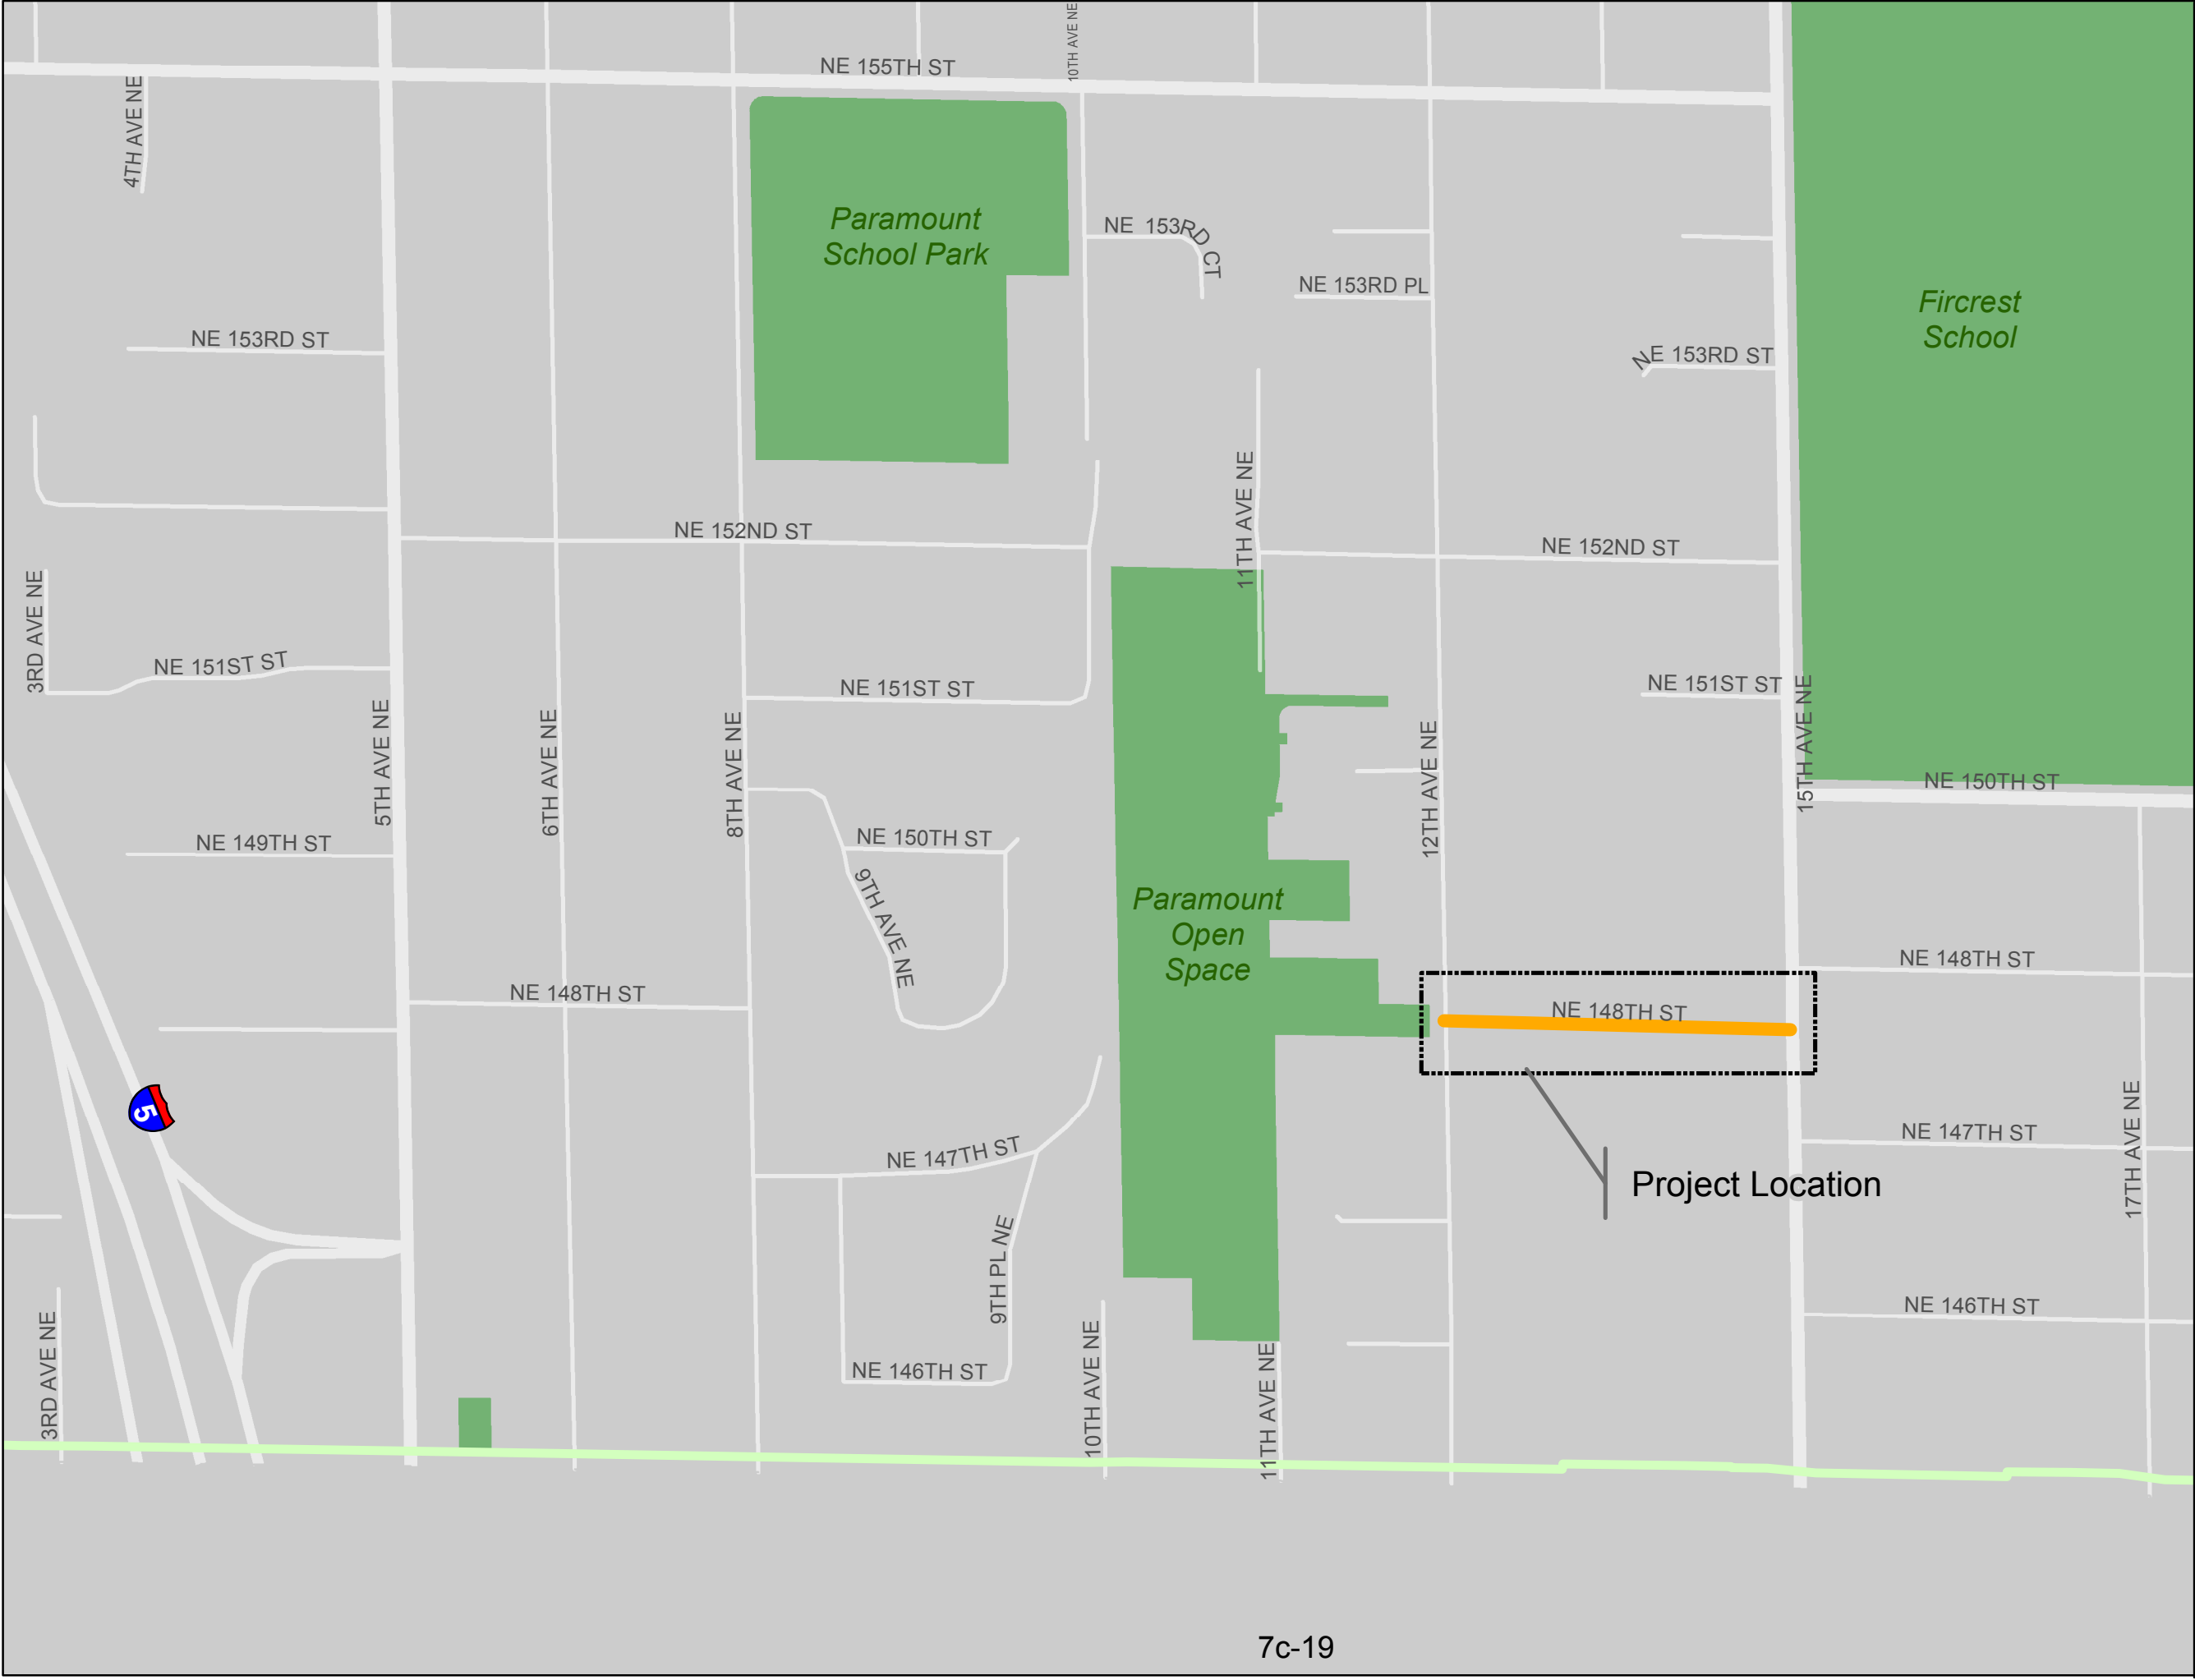 10TH AVE NE
NE 155TH ST
4TH AVE NE
Paramount
School Park
NE 153RD CT
NE 153RD PL
Fircrest
School
NE 153RD ST
NE 153RD ST
11TH AVE NE
NE 152ND ST
NE 152ND ST
3RD AVE NE
NE 151ST ST
NE 151ST ST
NE 151ST ST
5TH AVE NE
6TH AVE NE
8TH AVE NE
12TH AVE NE
15TH AVE NE
NE 150TH ST
NE 149TH ST
NE 150TH ST
9TH AVE NE
Paramount
Open
Space
NE 148TH ST
NE 148TH ST
NE 148TH ST
5
NE 147TH ST
NE 147TH ST
17TH AVE NE
Project Location
9TH PL NE
NE 146TH ST
3RD AVE NE
NE 146TH ST
10TH AVE NE
11TH AVE NE
7c-19